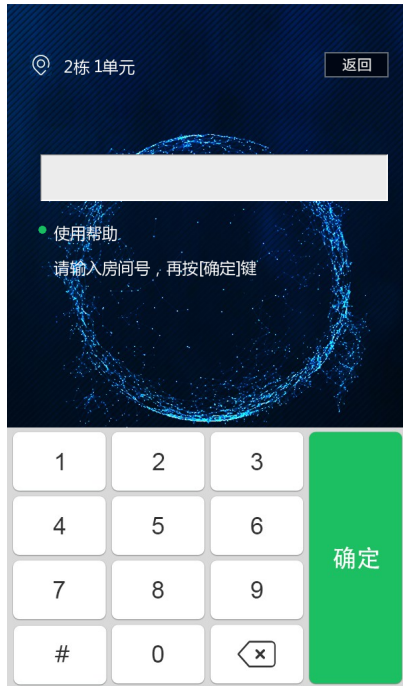 2栋 1单元
返回
使用帮助
请输入房间号，再按[确定]键
1 2 3
4 5 6
确定
7 8 9
# 0